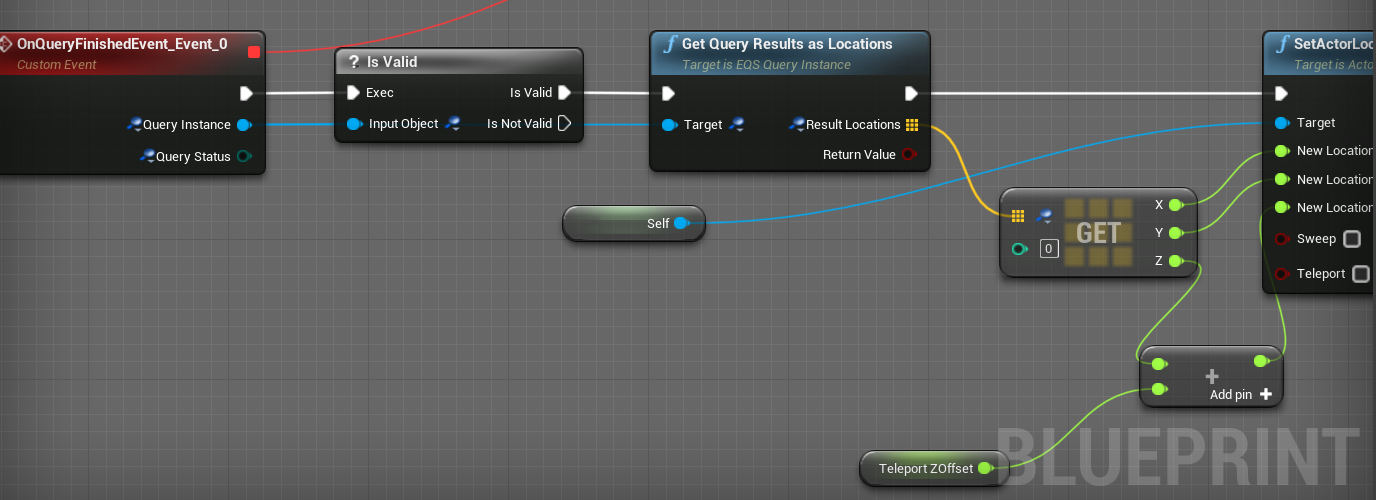 OnQueryFinishedEvent_Event_0
Custom Event
Query Instance
Query Status
? Is Valid
Exec
Is Valid
Input Object
Is Not Valid
f Get Query Results as Locations
Target is EQS Query Instance
Target
Result Locations
Return Value
Self
GET
0
X
Y
Z
f SetActorLoc
Target is Acto
Target
New Location
New Location
New Location
Sweep
Teleport
+
Add pin +
Teleport ZOffset
BLUEPRINT